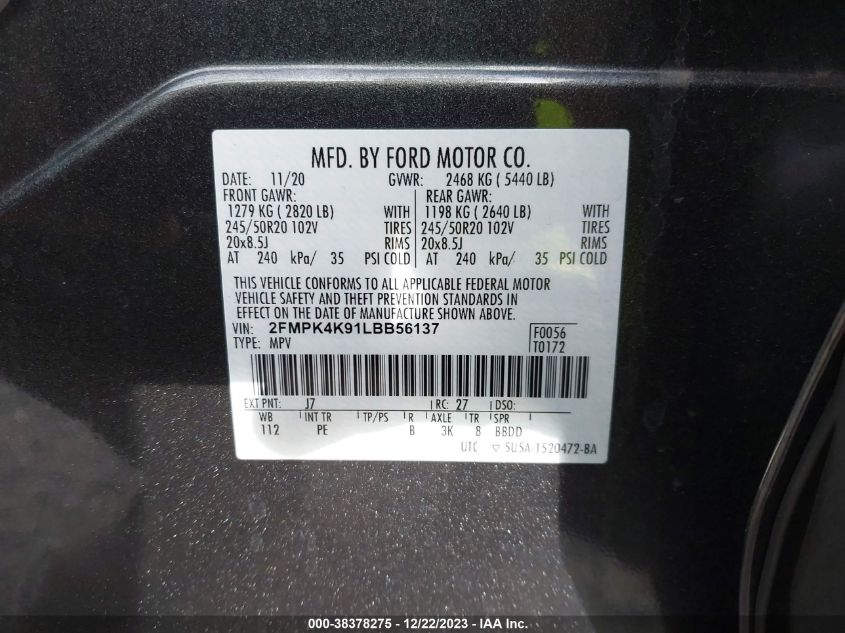 MFD. BY FORD MOTOR CO.
DATE: 11/20 GVWR: 2468 KG ( 5440 LB)
FRONT GAWR: REAR GAWR:
1279 KG ( 2820 LB) WITH 1198 KG ( 2640 LB) WITH
245/50R20 102V TIRES 245/50R20 102V TIRES
20x8.5J RIMS 20x8.5J RIMS
AT 240 kPa/ 35 PSI COLD AT 240 kPa/ 35 PSI COLD
THIS VEHICLE CONFORMS TO ALL APPLICABLE FEDERAL MOTOR
VEHICLE SAFETY AND THEFT PREVENTION STANDARDS IN
EFFECT ON THE DATE OF MANUFACTURE SHOWN ABOVE.
VIN: 2FMPK4K91LBB56137 F0056
TYPE: MPV T0172
EXT PNT: J7 RC: 27 DSO:
WB INT TR TP/PS R AXLE TR SPR
112 PE B 3K 8 BBDD
UTC ▽ 5U5A-1520472-BA
000-38378275 - 12/22/2023 - IAA Inc.